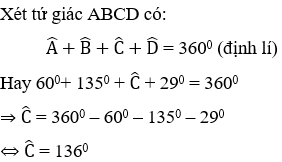 Xét tứ giác ABCD có:
Â + B̂ + Ĉ + D̂ = 360⁰ (định lí)
Hay 60⁰+ 135⁰ + Ĉ + 29⁰ = 360⁰
⇒ Ĉ = 360⁰ – 60⁰ – 135⁰ – 29⁰
⇔ Ĉ = 136⁰